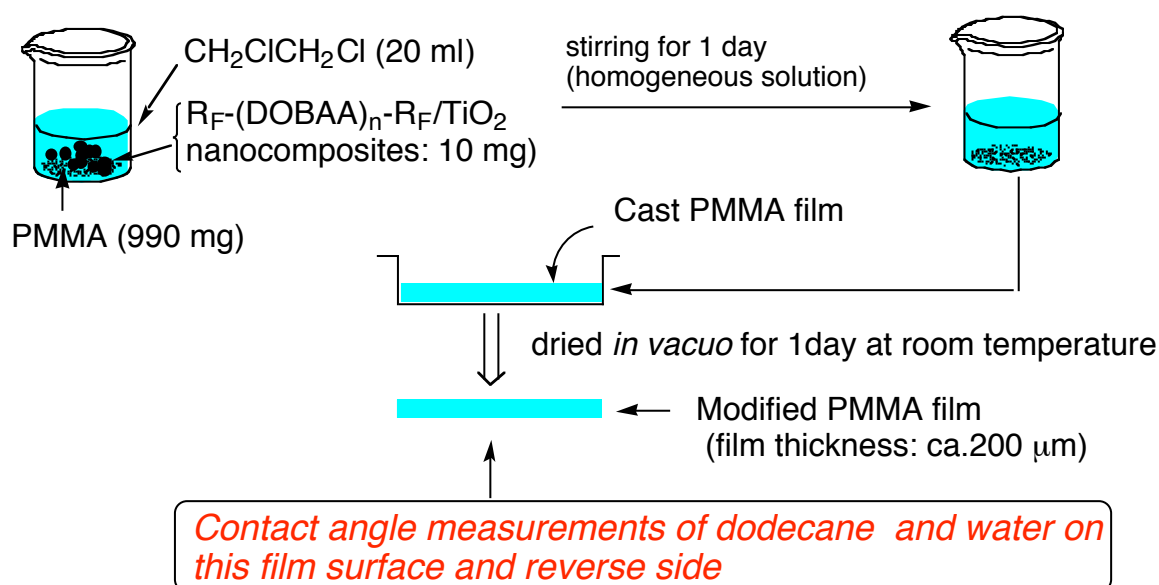 CH₂ClCH₂Cl (20 ml)
R_F-(DOBAA)ₙ-R_F/TiO₂
nanocomposites: 10 mg)
PMMA (990 mg)
stirring for 1 day
(homogeneous solution)
Cast PMMA film
dried in vacuo for 1day at room temperature
Modified PMMA film
(film thickness: ca.200 μm)
Contact angle measurements of dodecane and water on
this film surface and reverse side